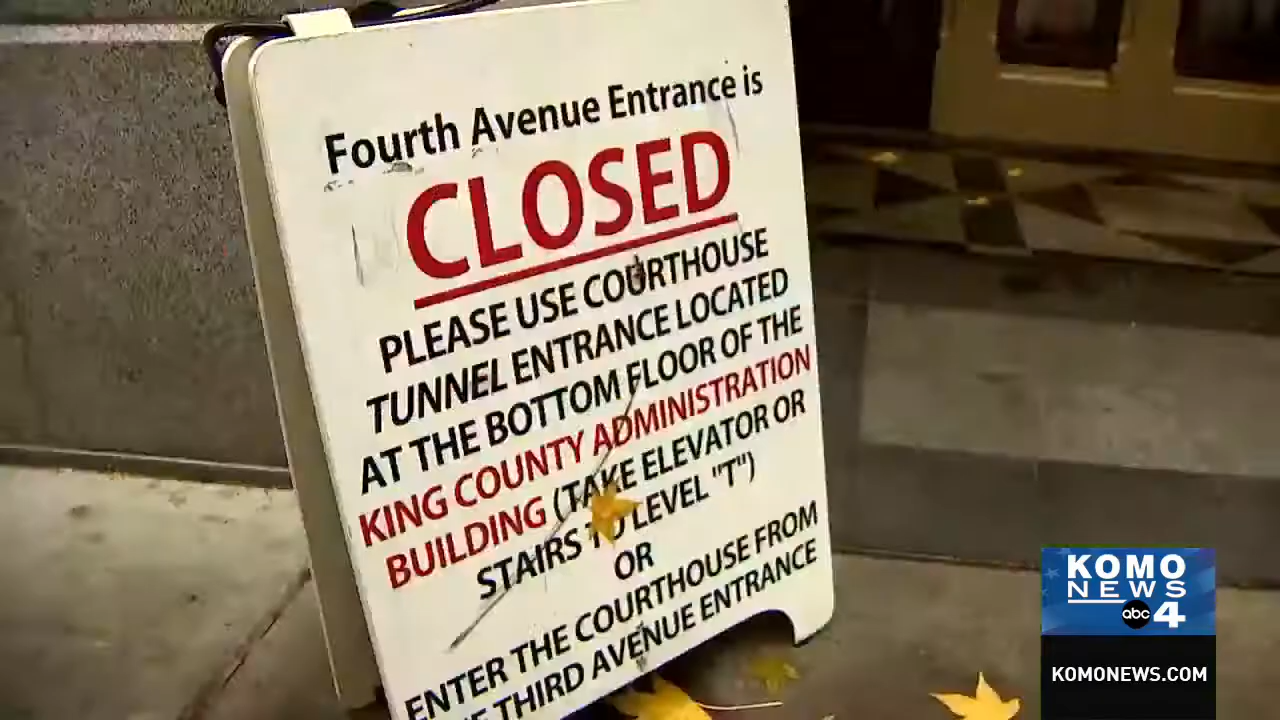 Fourth Avenue Entrance is
CLOSED
PLEASE USE COURTHOUSE
TUNNEL ENTRANCE LOCATED
AT THE BOTTOM FLOOR OF THE
KING COUNTY ADMINISTRATION
BUILDING (TAKE ELEVATOR OR
STAIRS TO LEVEL "T")
OR
ENTER THE COURTHOUSE FROM
THIRD AVENUE ENTRANCE
KOMO
NEWS
abc 4
KOMONEWS.COM